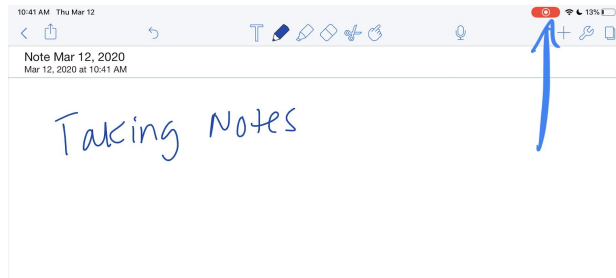 10:41 AM Thu Mar 12 13%
T
Note Mar 12, 2020
Mar 12, 2020 at 10:41 AM
Taking Notes